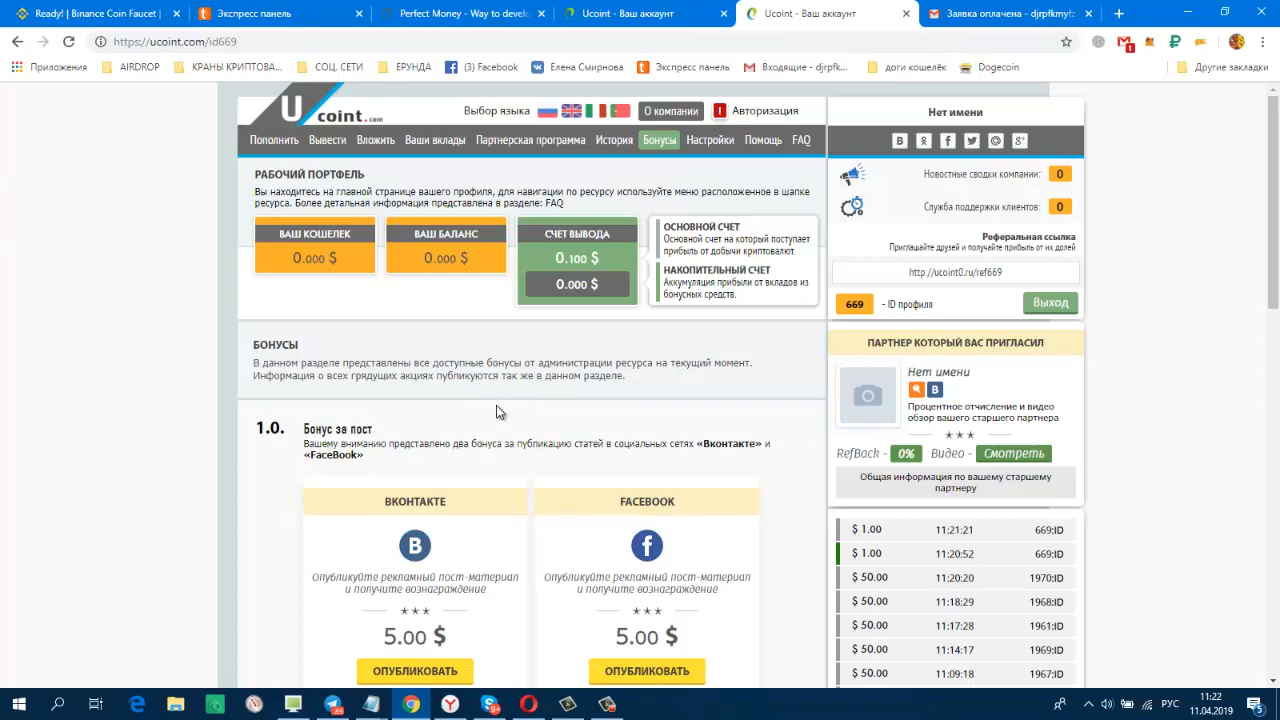 Ready! | Binance Coin Faucet |
Экспресс панель
Perfect Money - Way to develo
Ucoint - Ваш аккаунт
Ucoint - Ваш аккаунт
Заявка оплачена - djrpfkmyfz
https://ucoint.com/id669
Приложения
AIRDROP
КРАНЫ КРИПТОВА...
СОЦ. СЕТИ
ЕРУНДА
(3) Facebook
Елена Смирнова
Экспресс панель
Входящие - djrpfk...
доги кошелёк
Dogecoin
Другие закладки
Ucoint.com
Выбор языка
О компании
Авторизация
Пополнить Вывести Вложить Ваши вклады Партнерская программа История Бонусы Настройки Помощь FAQ
РАБОЧИЙ ПОРТФЕЛЬ
Вы находитесь на главной странице вашего профиля, для навигации по ресурсу используйте меню расположенное в шапке
ресурса. Более детальная информация представлена в разделе: FAQ
ВАШ КОШЕЛЕК
0.000 $
ВАШ БАЛАНС
0.000 $
СЧЕТ ВЫВОДА
0.100 $
0.000 $
ОСНОВНОЙ СЧЕТ
Основной счет на который поступает
прибыль от добычи криптовалют.
НАКОПИТЕЛЬНЫЙ СЧЕТ
Аккумуляция прибыли от вкладов из
бонусных средств.
БОНУСЫ
В данном разделе представлены все доступные бонусы от администрации ресурса на текущий момент.
Информация о всех грядущих акциях публикуются так же в данном разделе.
1.0. Бонус за пост
Вашему вниманию представлено два бонуса за публикацию статей в социальных сетях «Вконтакте» и
«FaceBook»
ВКОНТАКТЕ
Опубликуйте рекламный пост-материал
и получите вознаграждение
5.00 $
ОПУБЛИКОВАТЬ
FACEBOOK
Опубликуйте рекламный пост-материал
и получите вознаграждение
5.00 $
ОПУБЛИКОВАТЬ
Нет имени
Новостные сводки компании: 0
Служба поддержки клиентов: 0
Реферальная ссылка
Приглашайте друзей и получайте прибыль от их долей
http://ucoint0.ru/ref669
669 - ID профиля
Выход
ПАРТНЕР КОТОРЫЙ ВАС ПРИГЛАСИЛ
Нет имени
Процентное отчисление и видео
обзор вашего старшего партнера
RefBack - 0% Видео - Смотреть
Общая информация по вашему старшему
партнеру
$ 1.00 11:21:21 669:ID
$ 1.00 11:20:52 669:ID
$ 50.00 11:20:20 1970:ID
$ 50.00 11:18:29 1968:ID
$ 50.00 11:17:28 1961:ID
$ 50.00 11:14:17 1969:ID
$ 50.00 11:09:18 1967:ID
РУС
11:22
11.04.2019